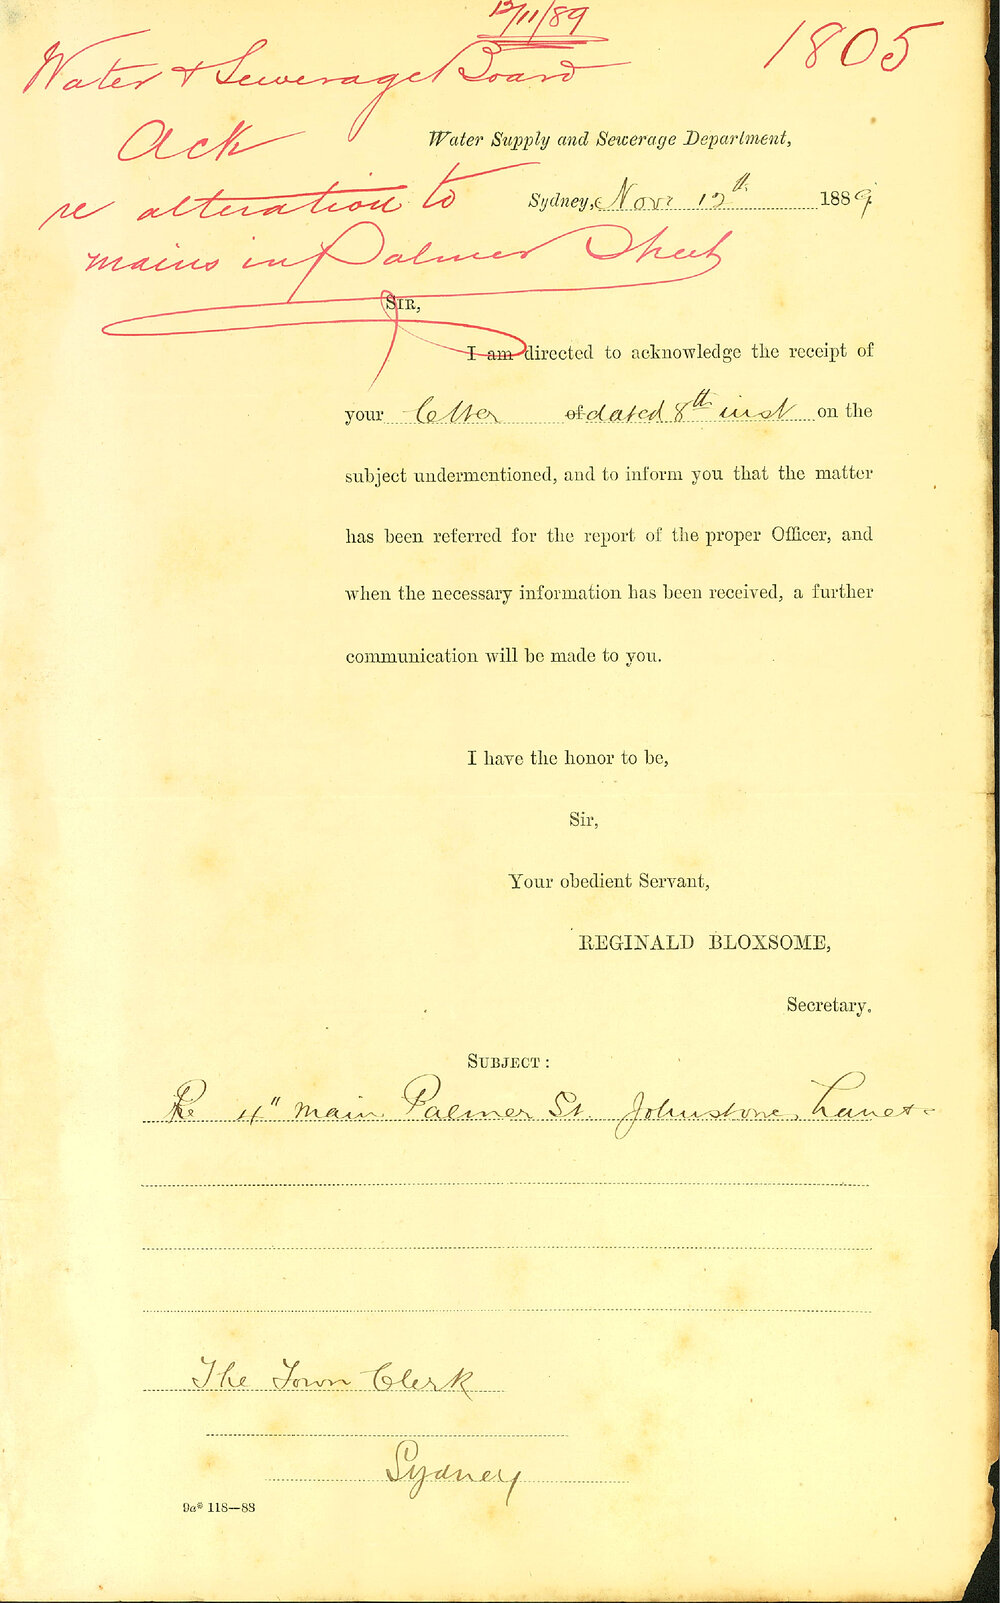 12/11/89
1805
Water & Sewerage Board
Ack
Water Supply and Sewerage Department,
re alteration to
Sydney, Novr 12th 1889
mains in Palmer Street
SIR,
I am directed to acknowledge the receipt of
your letter of dated 8th inst on the
subject undermentioned, and to inform you that the matter
has been referred for the report of the proper Officer, and
when the necessary information has been received, a further
communication will be made to you.
I have the honor to be,
Sir,
Your obedient Servant,
REGINALD BLOXSOME,
Secretary.
SUBJECT:
Re 4" main Palmer St. Johnstone Lane &c
The Town Clerk
Sydney
9a* 118—88